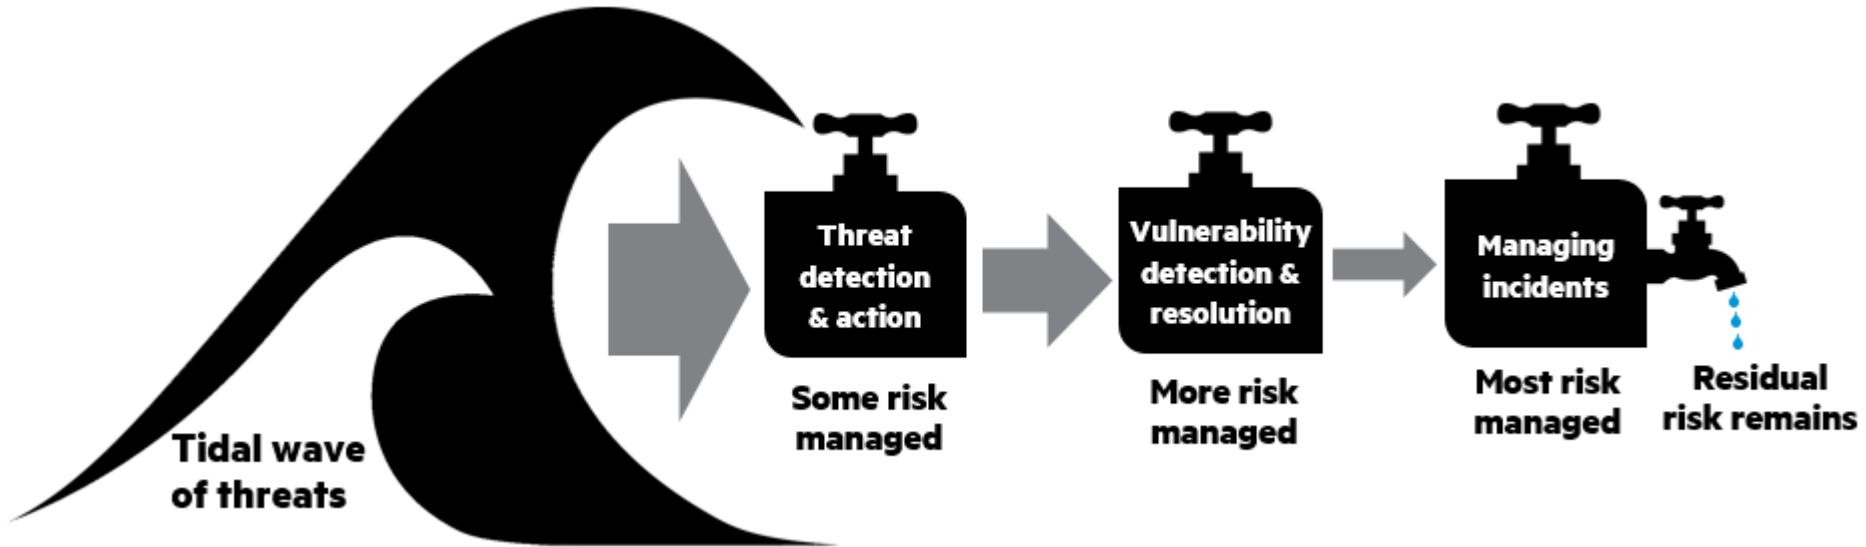 Tidal wave
of threats
Threat
detection
& action
Some risk
managed
Vulnerability
detection &
resolution
More risk
managed
Managing
incidents
Most risk
managed
Residual
risk remains